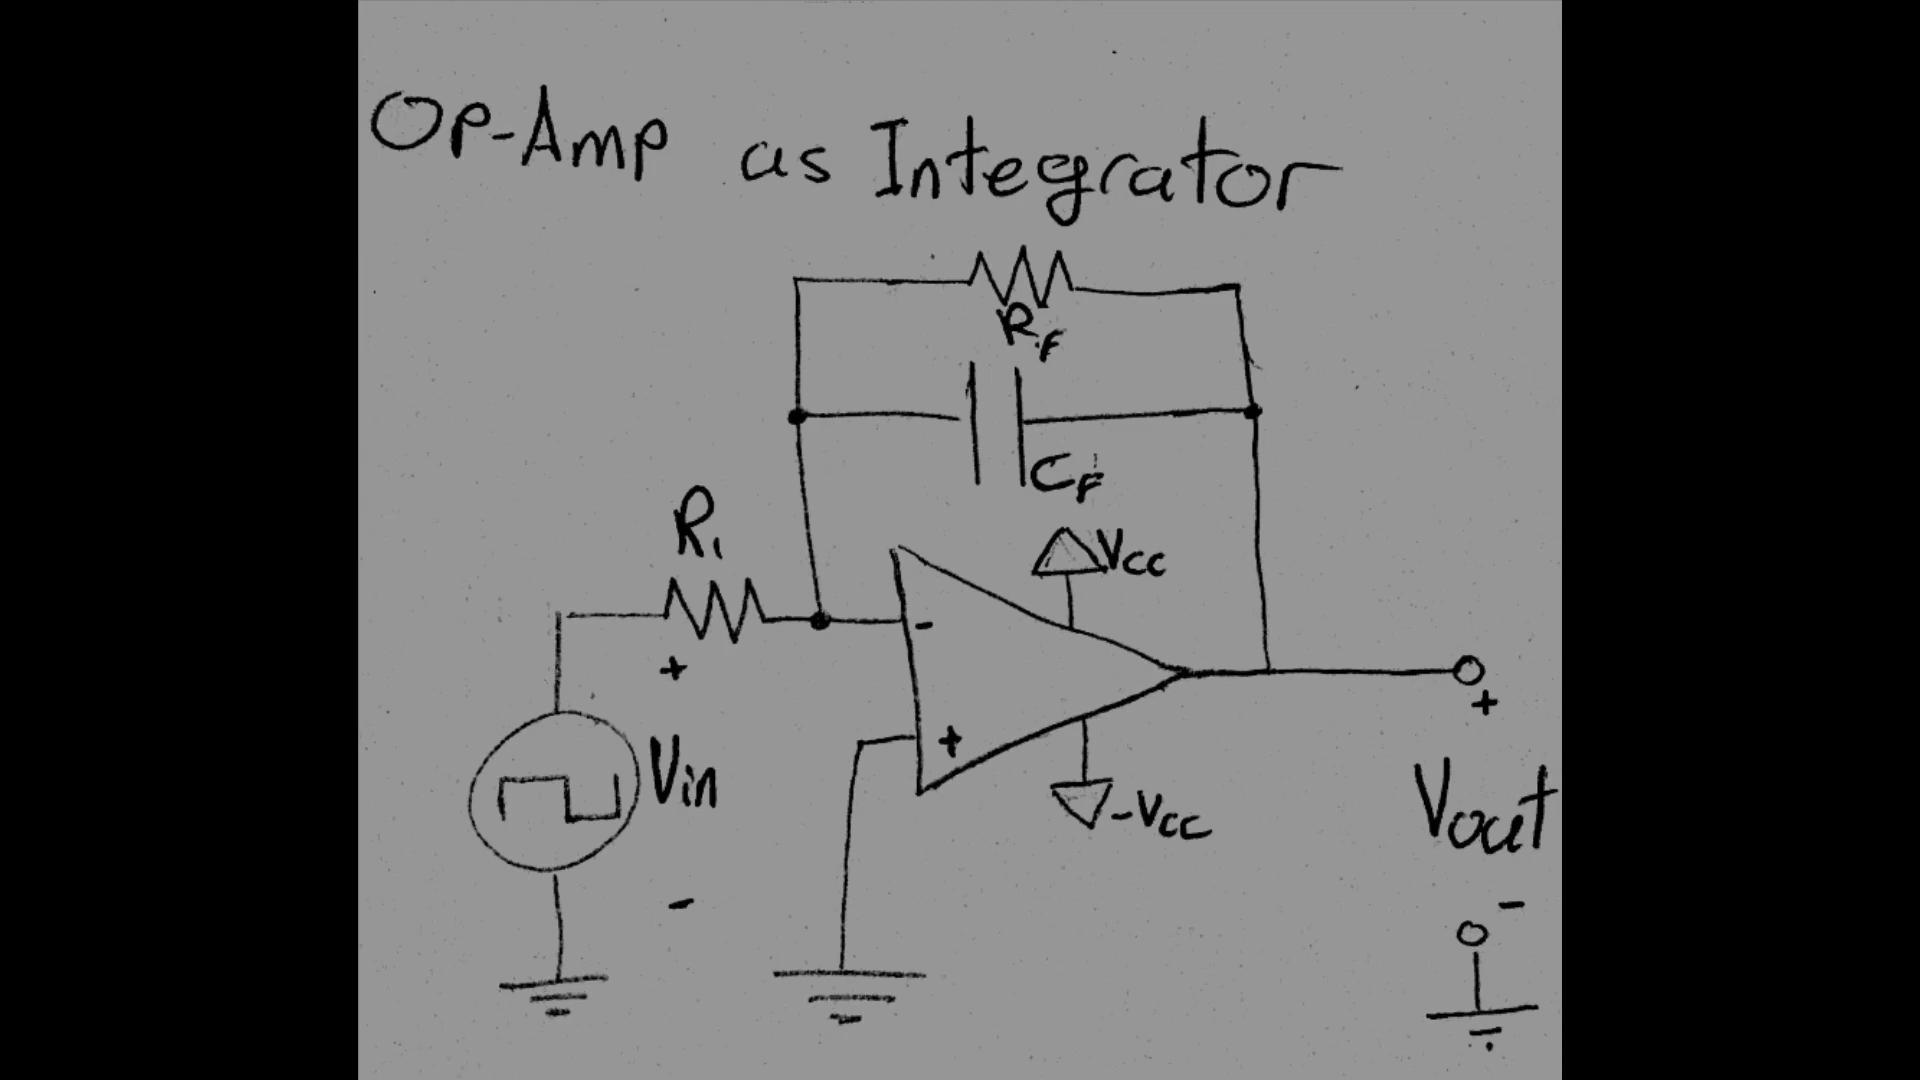 OP-Amp as Integrator
RF
CF
R1
Vcc
-
+
+
+
Vin
Vout
-Vcc
-
-